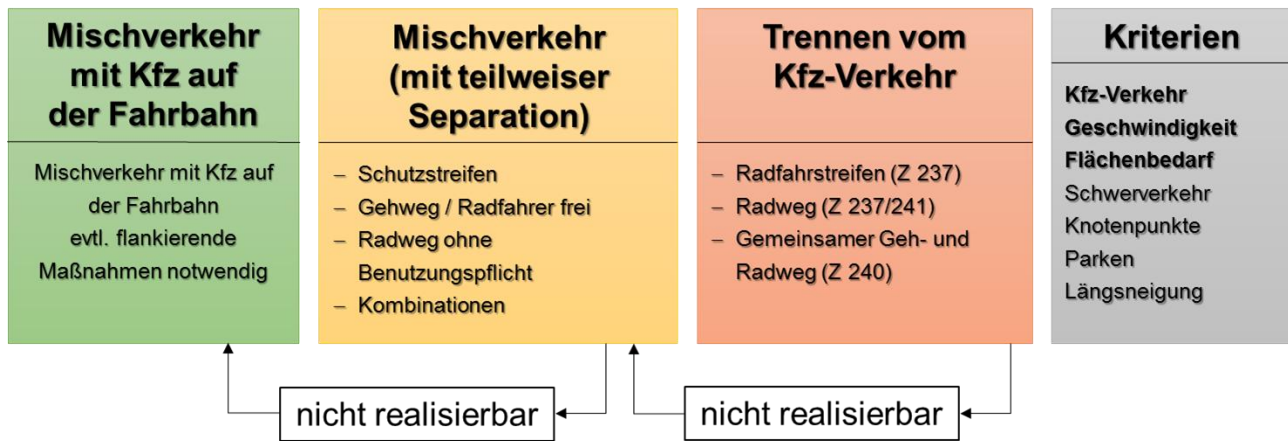 Mischverkehr
mit Kfz auf
der Fahrbahn
Mischverkehr mit Kfz auf
der Fahrbahn
evtl. flankierende
Maßnahmen notwendig
Mischverkehr
(mit teilweiser
Separation)
– Schutzstreifen
– Gehweg / Radfahrer frei
– Radweg ohne
Benutzungspflicht
– Kombinationen
Trennen vom
Kfz-Verkehr
– Radfahrstreifen (Z 237)
– Radweg (Z 237/241)
– Gemeinsamer Geh- und
Radweg (Z 240)
Kriterien
Kfz-Verkehr
Geschwindigkeit
Flächenbedarf
Schwerverkehr
Knotenpunkte
Parken
Längsneigung
nicht realisierbar
nicht realisierbar